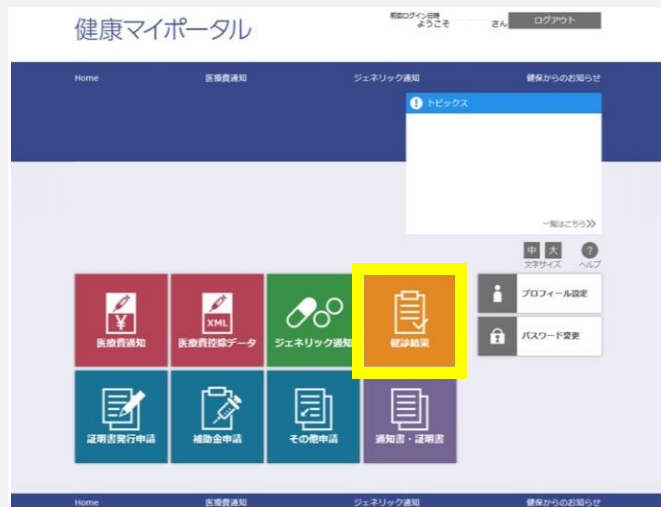 健康マイポータル
前回ログイン日時
ようこそ さん
ログアウト
Home 医療費通知 ジェネリック通知 健保からのお知らせ
! トピックス
一覧はこちら≫
中 大 ?
文字サイズ ヘルプ
プロフィール設定
パスワード変更
¥ XML
医療費通知 医療費控除データ ジェネリック通知 健診結果
証明書発行申請 補助金申請 その他申請 通知書・証明書
Home 医療費通知 ジェネリック通知 健保からのお知らせ